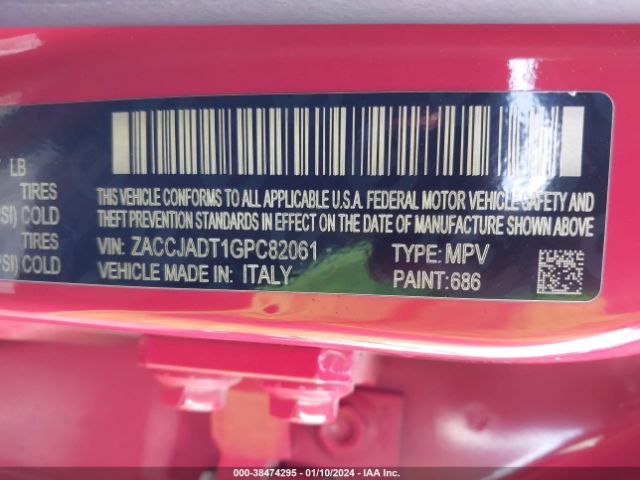 LB
TIRES
SI) COLD
TIRES
SI) COLD
THIS VEHICLE CONFORMS TO ALL APPLICABLE U.S.A. FEDERAL MOTOR VEHICLE SAFETY AND
THEFT PREVENTION STANDARDS IN EFFECT ON THE DATE OF MANUFACTURE SHOWN ABOVE
VIN: ZACCJADT1GPC82061 TYPE: MPV
VEHICLE MADE IN: ITALY PAINT:686
000-38474295 - 01/10/2024 - IAA Inc.